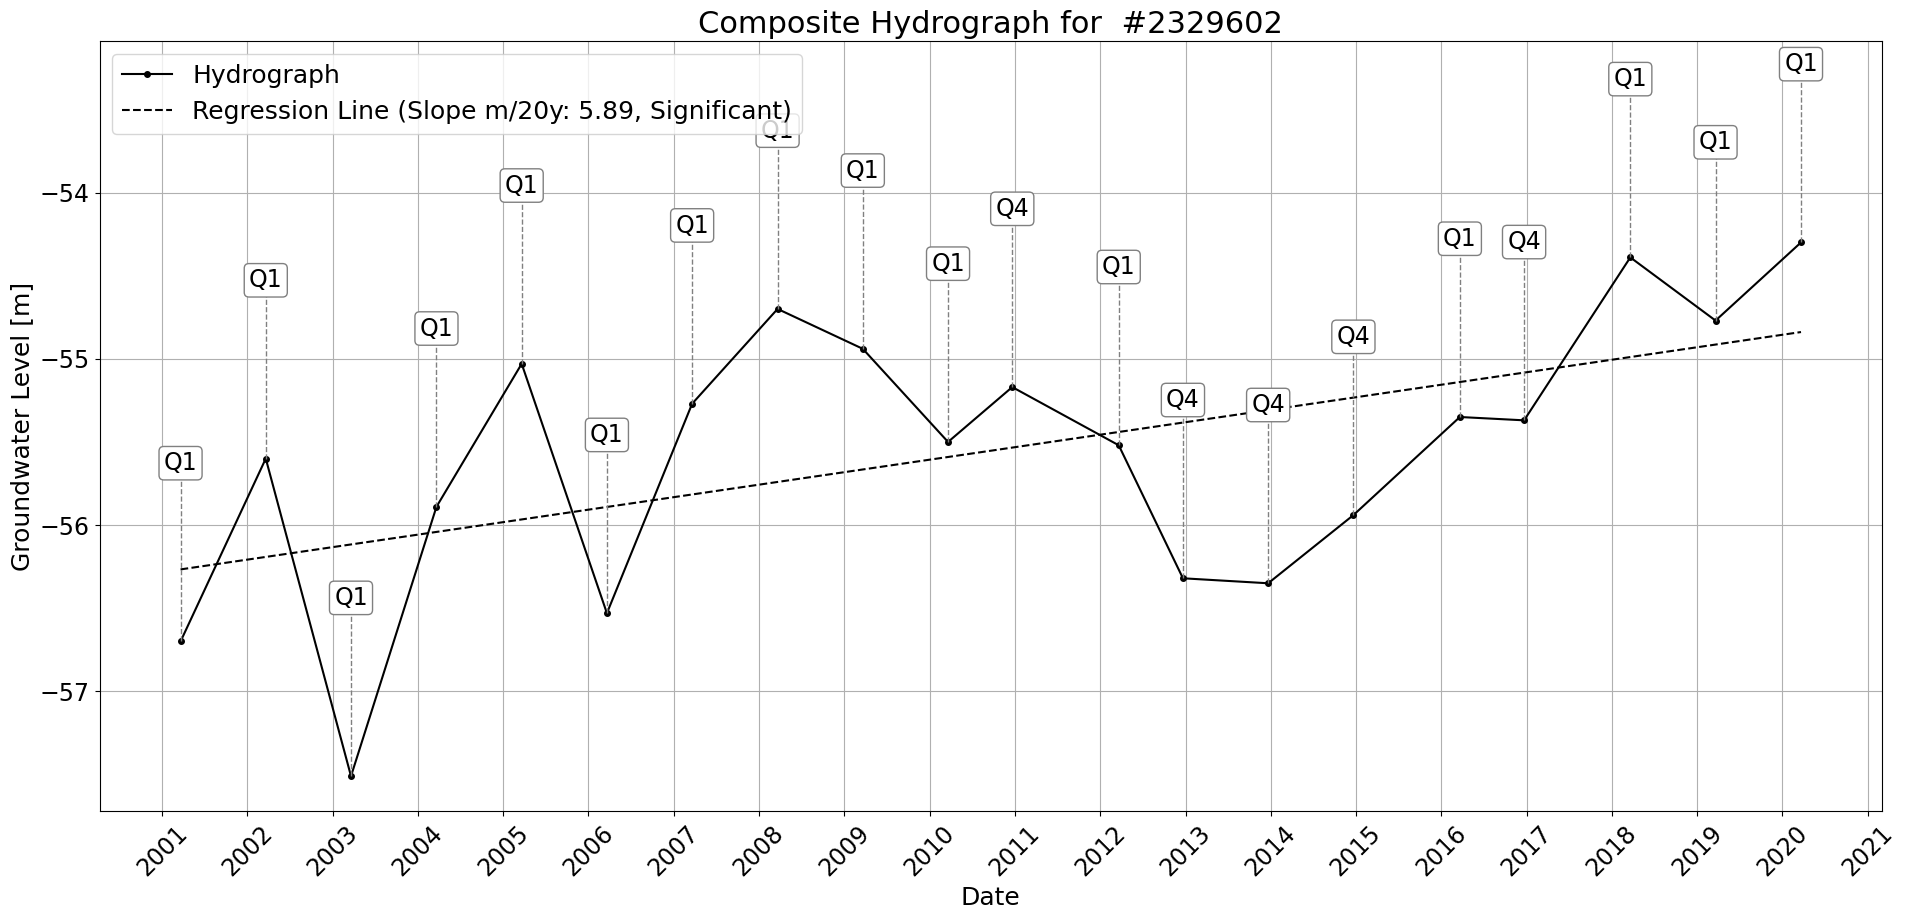 Composite Hydrograph for #2329602
Hydrograph
Regression Line (Slope m/20y: 5.89, Significant)
Q1
Q1
Q1
Q1
Q1
Q1
Q1
Q1
Q1
Q1
Q4
Q1
Q4
Q4
Q4
Q1
Q4
Q1
Q1
Q1
Groundwater Level [m]
−54
−55
−56
−57
2001
2002
2003
2004
2005
2006
2007
2008
2009
2010
2011
2012
2013
2014
2015
2016
2017
2018
2019
2020
2021
Date